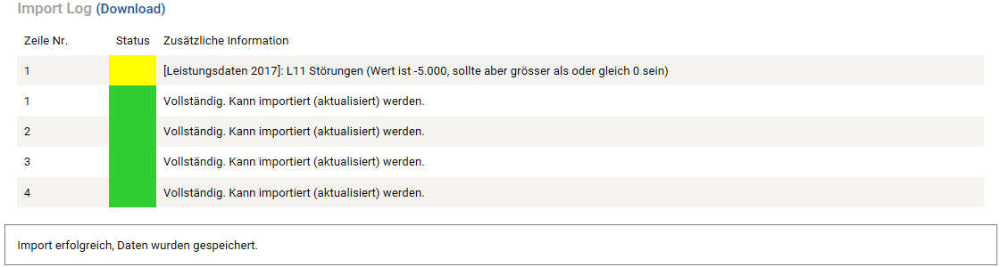 Import Log (Download)
Zeile Nr. Status Zusätzliche Information
1 [Leistungsdaten 2017]: L11 Störungen (Wert ist -5.000, sollte aber grösser als oder gleich 0 sein)
1 Vollständig. Kann importiert (aktualisiert) werden.
2 Vollständig. Kann importiert (aktualisiert) werden.
3 Vollständig. Kann importiert (aktualisiert) werden.
4 Vollständig. Kann importiert (aktualisiert) werden.
Import erfolgreich, Daten wurden gespeichert.